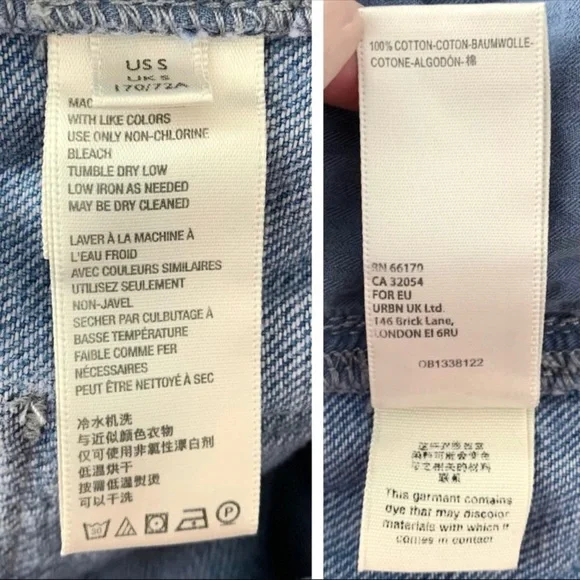 US S
UK S
170/72A
MAC
WITH LIKE COLORS
USE ONLY NON-CHLORINE
BLEACH
TUMBLE DRY LOW
LOW IRON AS NEEDED
MAY BE DRY CLEANED
LAVER À LA MACHINE À
L'EAU FROID
AVEC COULEURS SIMILAIRES
UTILISEZ SEULEMENT
NON-JAVEL
SECHER PAR CULBUTAGE À
BASSE TEMPÉRATURE
FAIBLE COMME FER
NÉCESSAIRES
PEUT ÊTRE NETTOYÉ À SEC
冷水机洗
与近似颜色衣物
仅可使用非氯性漂白剂
低温烘干
按需低温熨烫
可以干洗
30
P
100% COTTON-COTON-BAUMWOLLE-
COTONE-ALGODÓN-棉
RN 66170
CA 32054
FOR EU
URBN UK Ltd.
146 Brick Lane,
LONDON EI 6RU
OB1338122
This garment contains
dye that may discolor
materials with which it
comes in contact